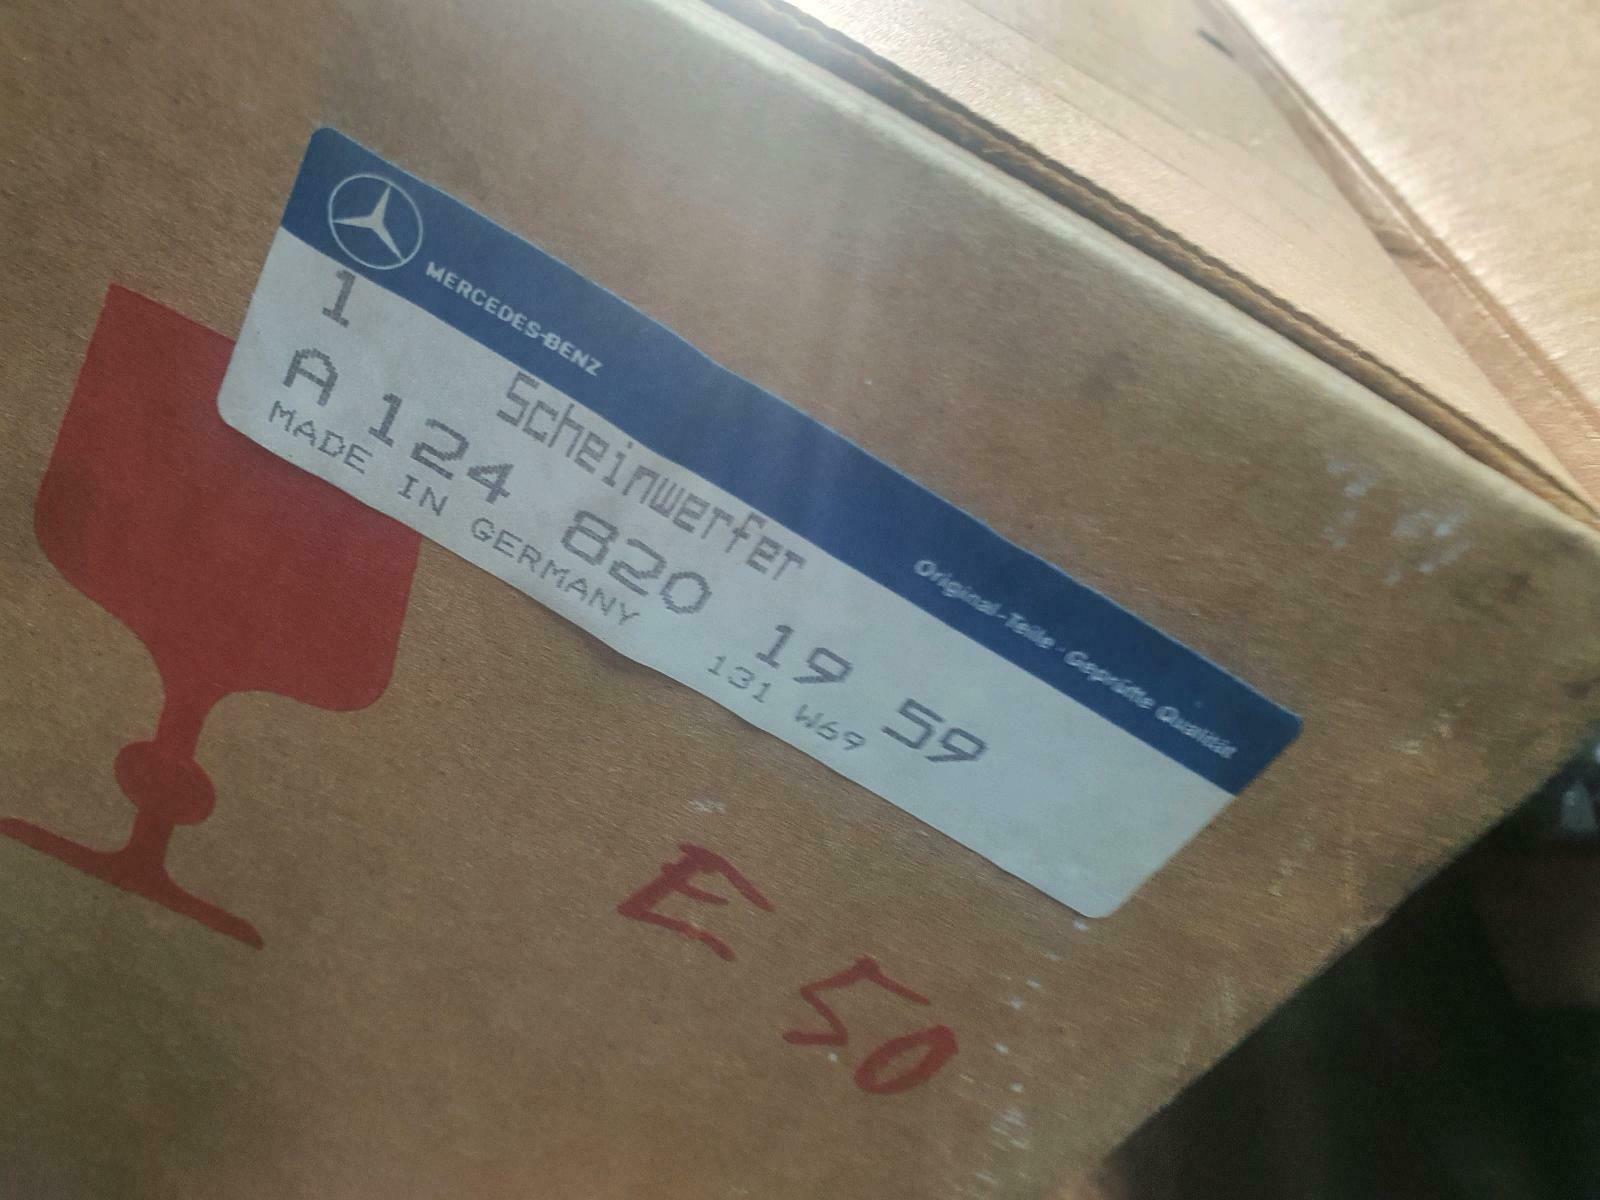 MERCEDES-BENZ
Original-Teile · Geprüfte Qualität
1
Scheinwerfer
A 124 820 19 59
MADE IN GERMANY
131 W69
E 50